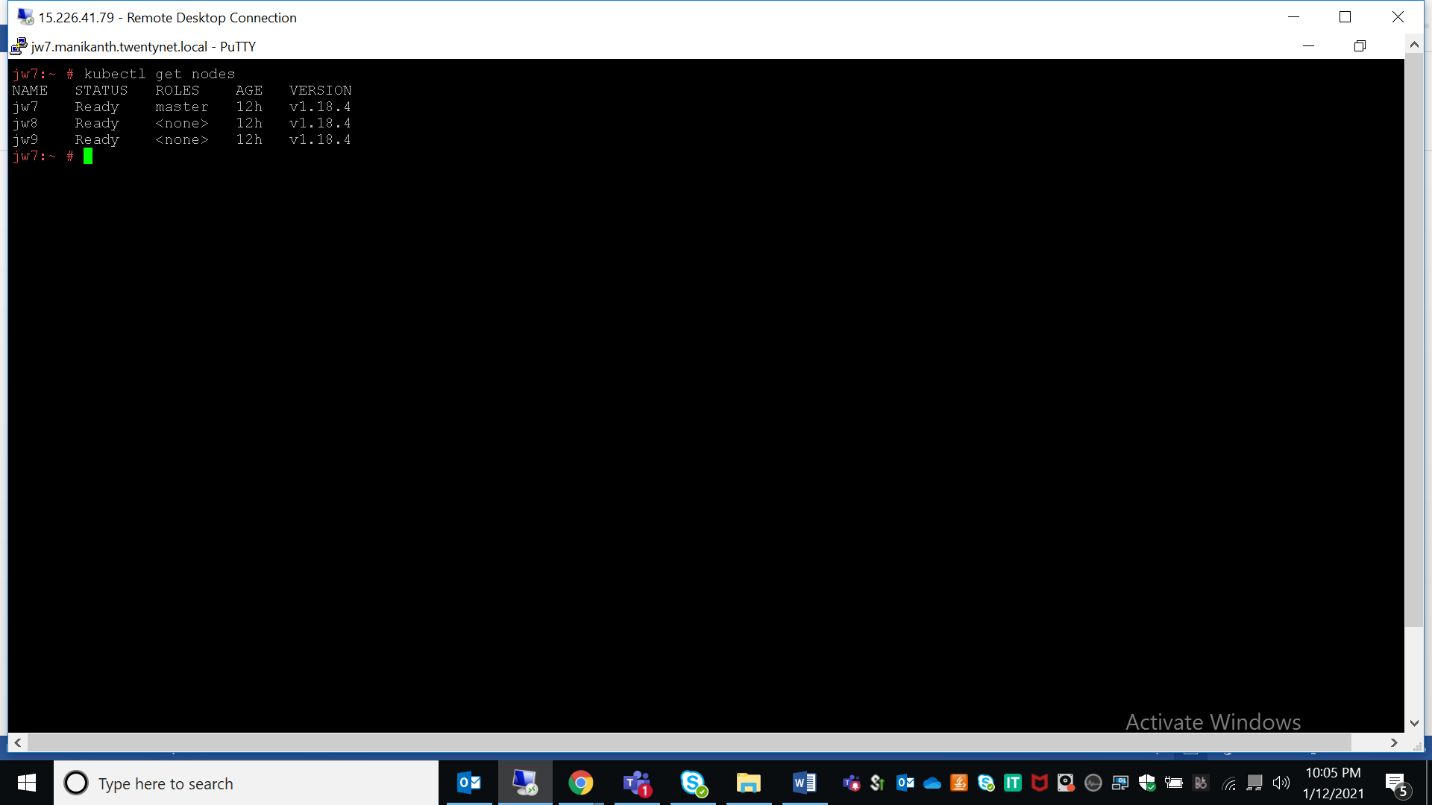 15.226.41.79 - Remote Desktop Connection
jw7.manikanth.twentynet.local - PuTTY
jw7:~ # kubectl get nodes
NAME STATUS ROLES AGE VERSION
jw7 Ready master 12h v1.18.4
jw8 Ready <none> 12h v1.18.4
jw9 Ready <none> 12h v1.18.4
jw7:~ #
Activate Windows
Type here to search
1
IT
10:05 PM
1/12/2021
5